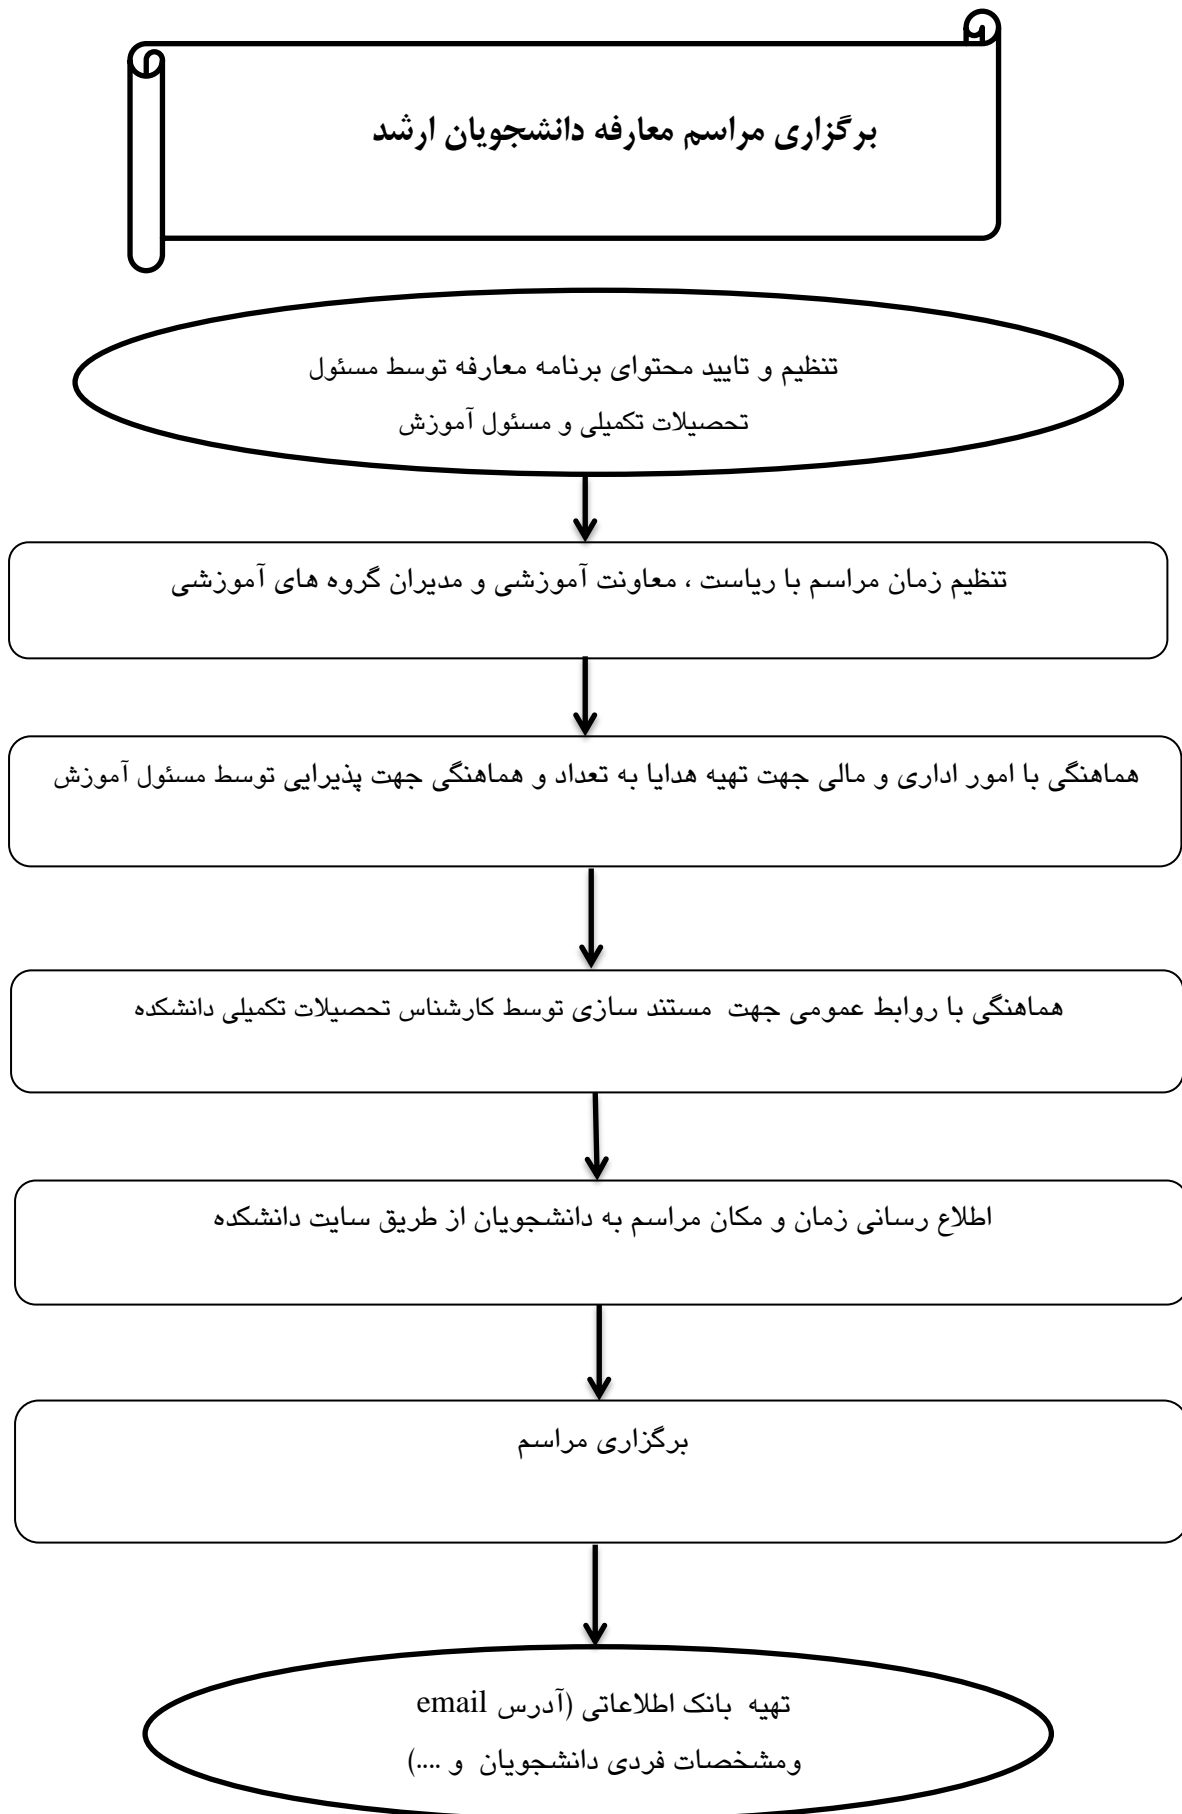 برگزاری مراسم معارفه دانشجویان ارشد
تنظیم و تایید محتوای برنامه معارفه توسط مسئول
تحصیلات تکمیلی و مسئول آموزش
تنظیم زمان مراسم با ریاست ، معاونت آموزشی و مدیران گروه های آموزشی
هماهنگی با امور اداری و مالی جهت تهیه هدایا به تعداد و هماهنگی جهت پذیرایی توسط مسئول آموزش
هماهنگی با روابط عمومی جهت مستند سازی توسط کارشناس تحصیلات تکمیلی دانشکده
اطلاع رسانی زمان و مکان مراسم به دانشجویان از طریق سایت دانشکده
برگزاری مراسم
تهیه بانک اطلاعاتی (آدرس email
ومشخصات فردی دانشجویان و ....)